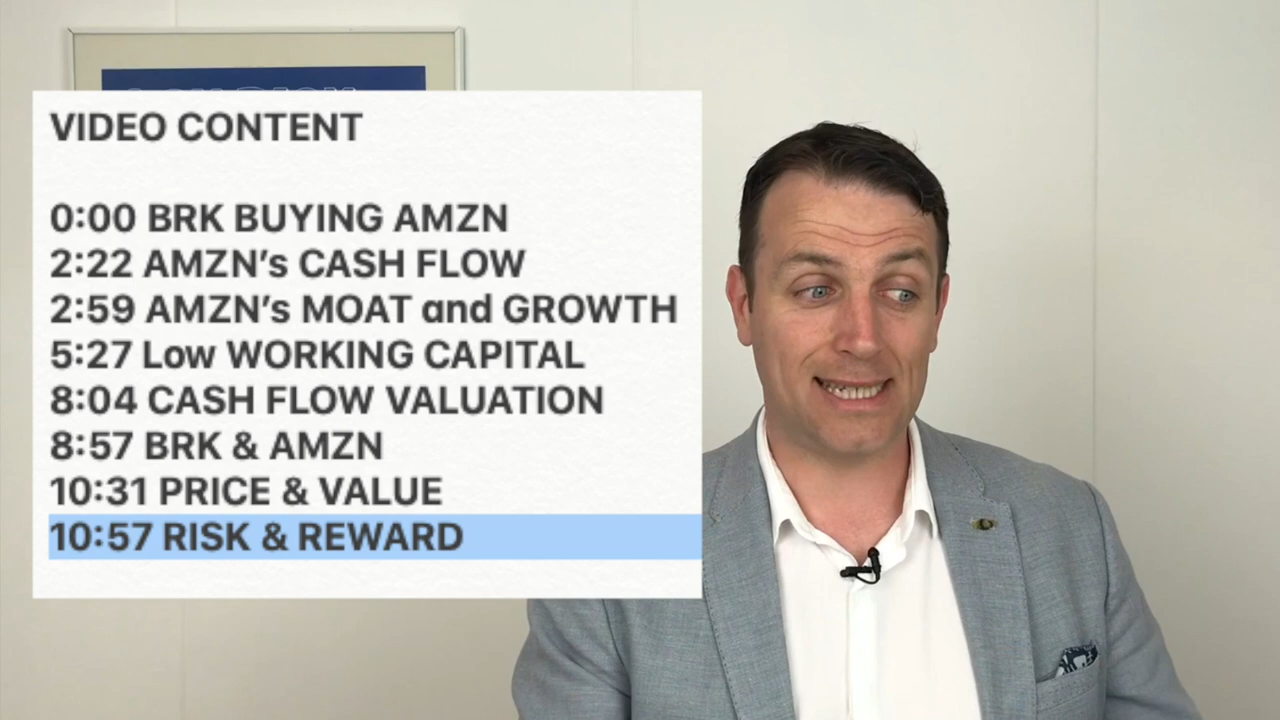 VIDEO CONTENT
0:00 BRK BUYING AMZN
2:22 AMZN's CASH FLOW
2:59 AMZN's MOAT and GROWTH
5:27 Low WORKING CAPITAL
8:04 CASH FLOW VALUATION
8:57 BRK & AMZN
10:31 PRICE & VALUE
10:57 RISK & REWARD